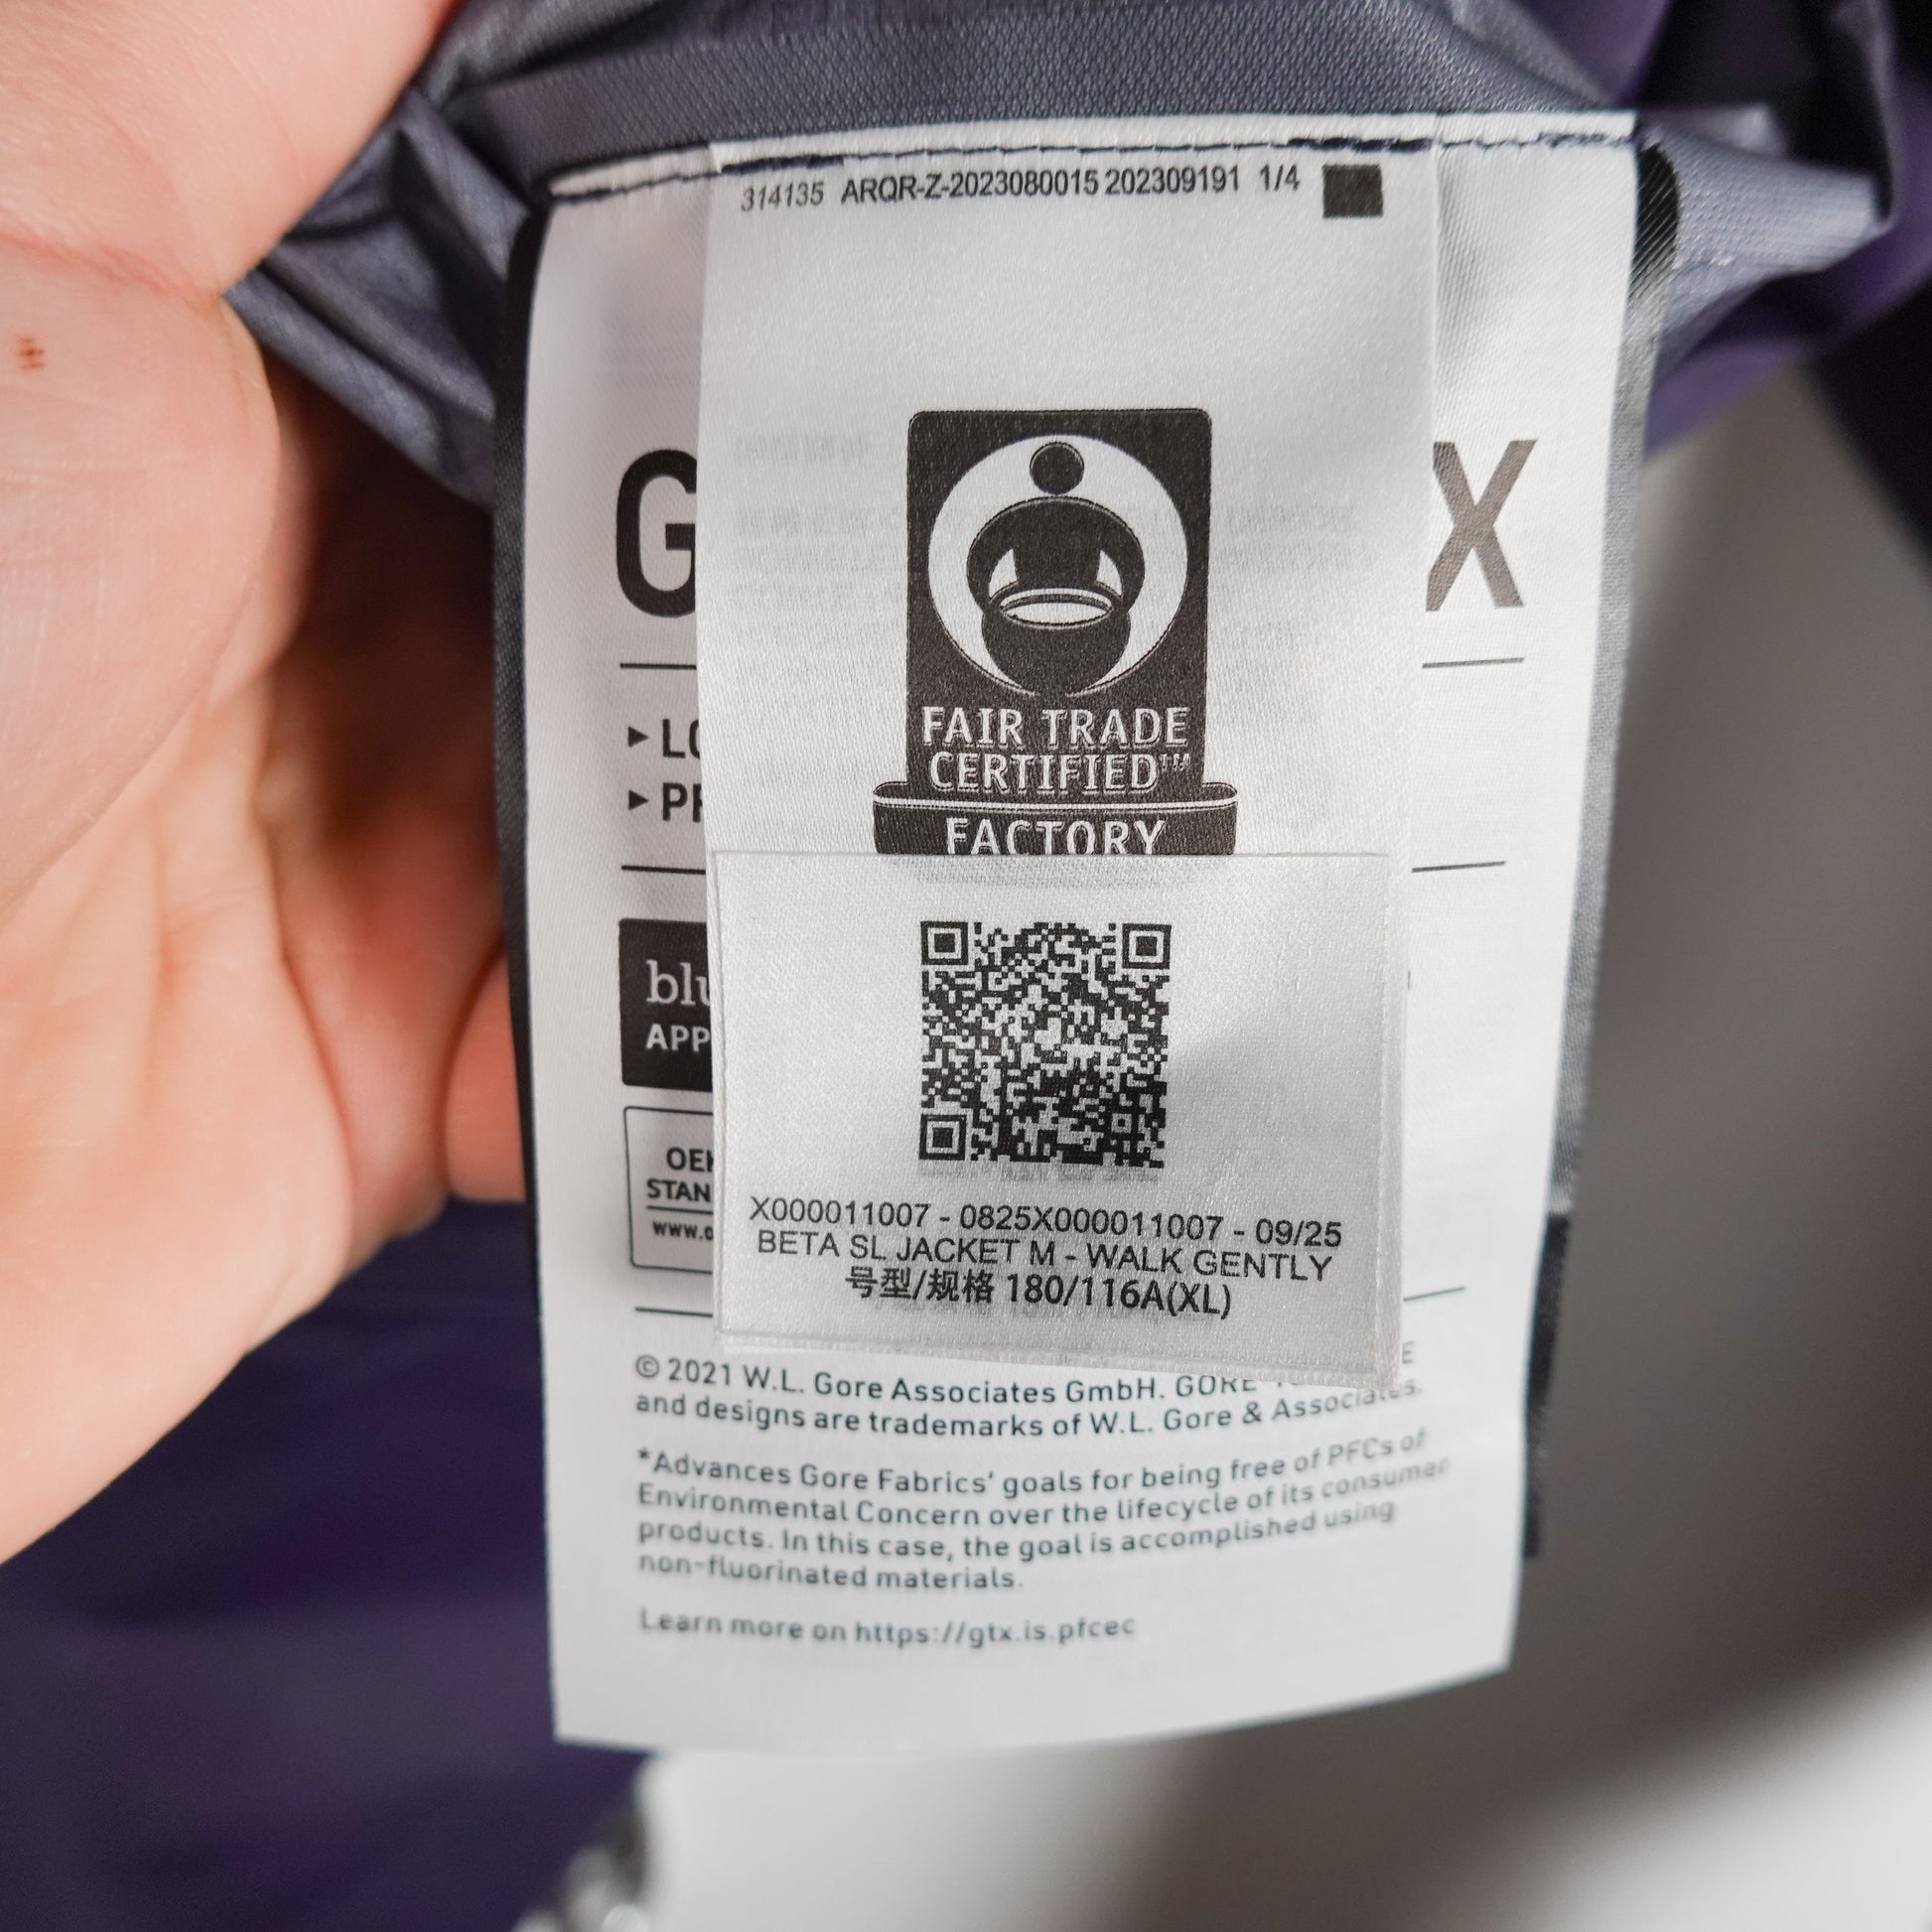 314135 ARQR-Z-2023080015 202309191 1/4
G X
FAIR TRADE
CERTIFIED™
FACTORY
X000011007 - 0825X000011007 - 09/25
BETA SL JACKET M - WALK GENTLY
号型/规格 180/116A(XL)
© 2021 W.L. Gore Associates GmbH. GORE
and designs are trademarks of W.L. Gore & Associates.
*Advances Gore Fabrics' goals for being free of PFCs of
Environmental Concern over the lifecycle of its consumer
products. In this case, the goal is accomplished using
non-fluorinated materials.
Learn more on https://gtx.is.pfcec